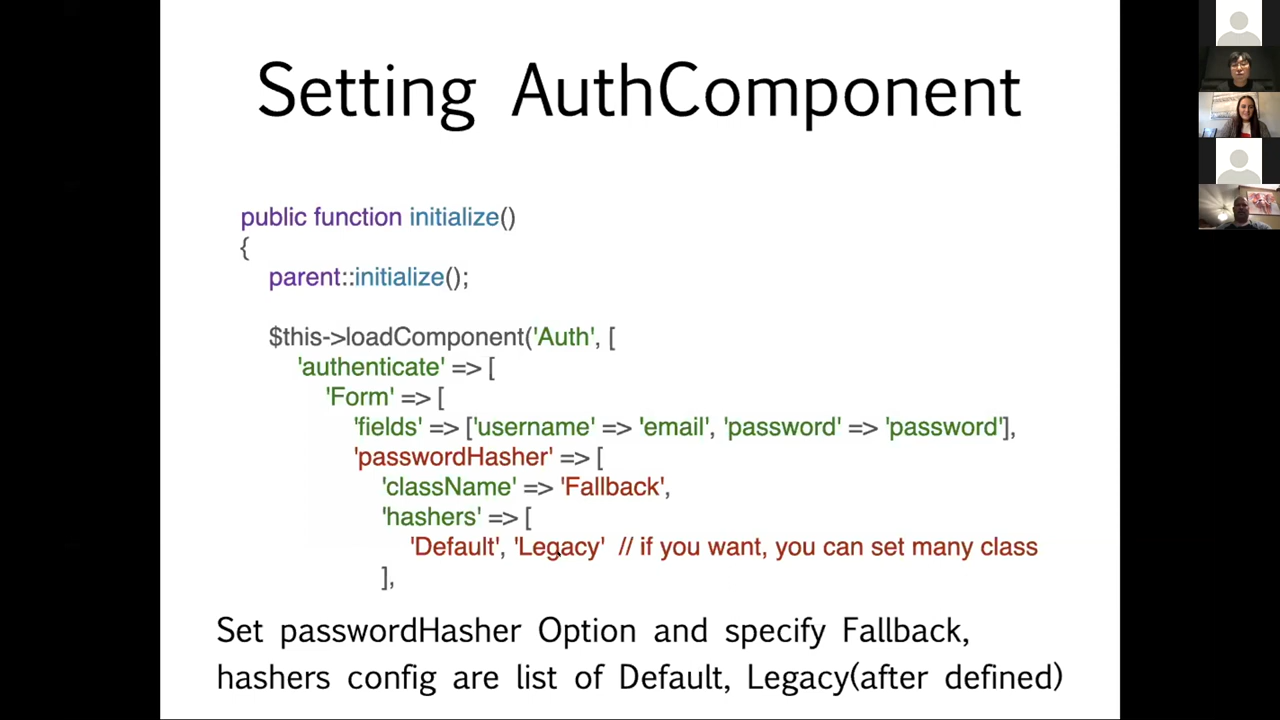 Setting AuthComponent
public function initialize()
{
parent::initialize();
$this->loadComponent('Auth', [
'authenticate' => [
'Form' => [
'fields' => ['username' => 'email', 'password' => 'password'],
'passwordHasher' => [
'className' => 'Fallback',
'hashers' => [
'Default', 'Legacy' // if you want, you can set many class
],
Set passwordHasher Option and specify Fallback,
hashers config are list of Default, Legacy(after defined)